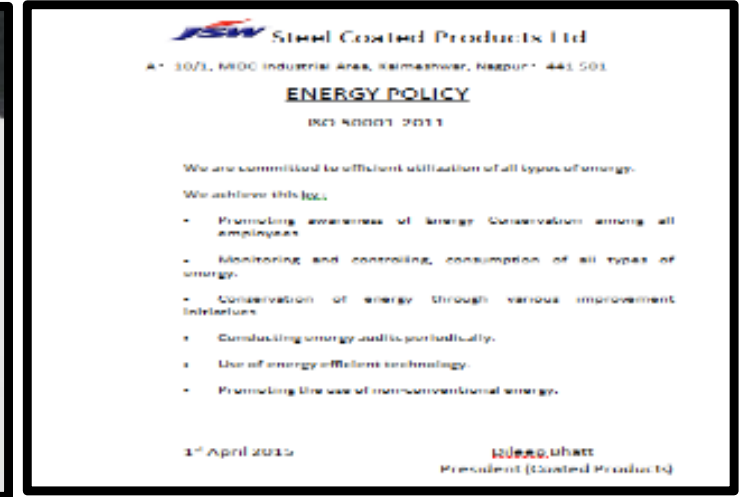 JSW Steel Coated Products Ltd
A - 10/1, MIDC Industrial Area, Kalmeshwar, Nagpur - 441 501
ENERGY POLICY
ISO 50001 2011
We are committed to efficient utilization of all types of energy.
We achieve this by :
- Promoting awareness of Energy Conservation among all
employees
- Monitoring and controlling, consumption of all types of
energy.
- Conservation of energy through various improvement
initiatives
- Conducting energy audits periodically.
- Use of energy efficient technology.
- Promoting the use of non-conventional energy.
1st April 2015 Dileep Bhatt
President (Coated Products)